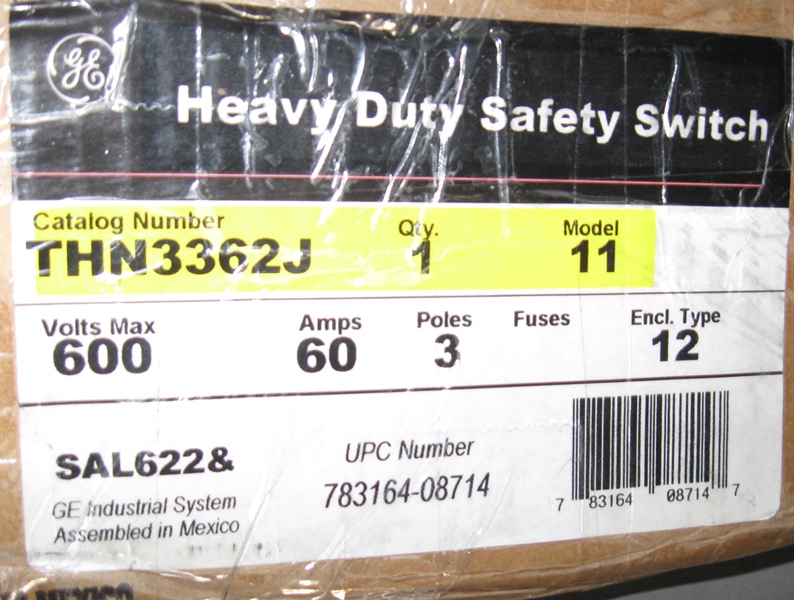 GE
Heavy Duty Safety Switch
Catalog Number Qty. Model
THN3362J 1 11
Volts Max Amps Poles Fuses Encl. Type
600 60 3 12
SAL622&
UPC Number
783164-08714
GE Industrial System
Assembled in Mexico
7 83164 08714 7
MEXICO